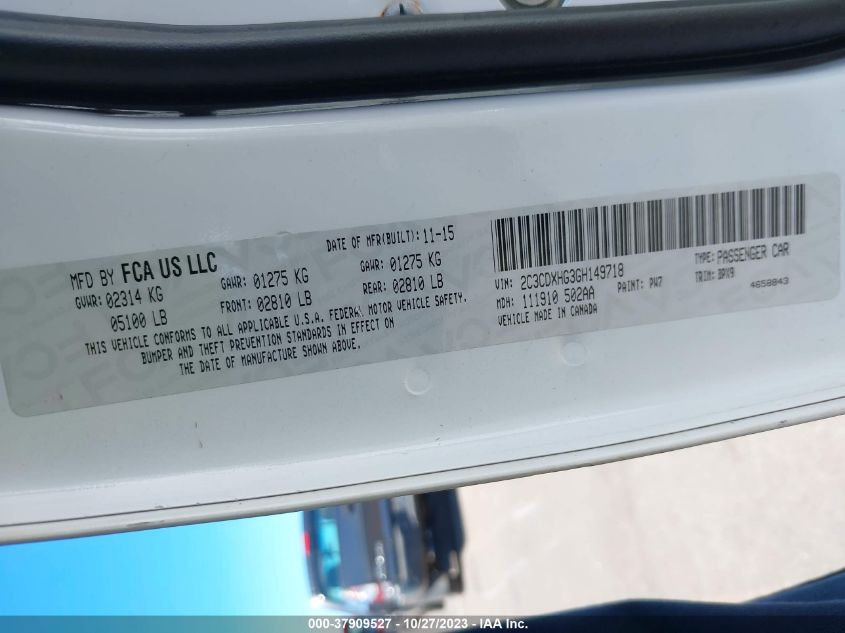 MFD BY FCA US LLC
DATE OF MFR(BUILT): 11-15
GVWR: 02314 KG
GAWR: 01275 KG
GAWR: 01275 KG
05100 LB
FRONT: 02810 LB
REAR: 02810 LB
THIS VEHICLE CONFORMS TO ALL APPLICABLE U.S.A. FEDERAL MOTOR VEHICLE SAFETY,
BUMPER AND THEFT PREVENTION STANDARDS IN EFFECT ON
THE DATE OF MANUFACTURE SHOWN ABOVE.
VIN: 2C3CDXHG3GH149718
TYPE: PASSENGER CAR
MDH: 111910 502AA
PAINT: PW7
TRIM: BPX9
VEHICLE MADE IN CANADA
4658843
000-37909527 - 10/27/2023 - IAA Inc.